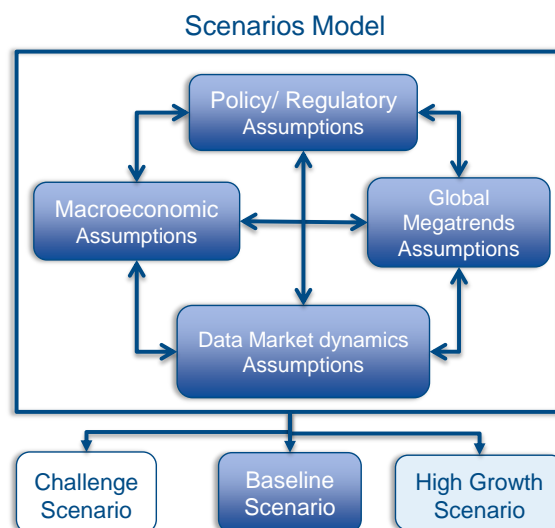 Scenarios Model
Policy/ Regulatory
Assumptions
Macroeconomic
Assumptions
Global
Megatrends
Assumptions
Data Market dynamics
Assumptions
Challenge
Scenario
Baseline
Scenario
High Growth
Scenario